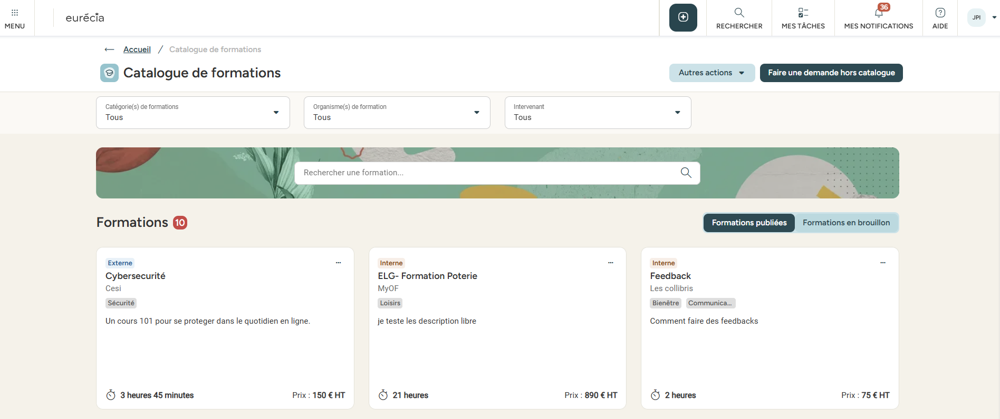 MENU
eurécia
RECHERCHER
MES TÂCHES
36
MES NOTIFICATIONS
AIDE
JPI
Accueil / Catalogue de formations
Catalogue de formations
Autres actions
Faire une demande hors catalogue
Catégorie(s) de formations
Tous
Organisme(s) de formation
Tous
Intervenant
Tous
Rechercher une formation...
Formations 10
Formations publiées
Formations en brouillon
Externe
Cybersecurité
Cesi
Sécurité
Un cours 101 pour se proteger dans le quotidien en ligne.
3 heures 45 minutes
Prix : 150 € HT
Interne
ELG- Formation Poterie
MyOF
Loisirs
je teste les description libre
21 heures
Prix : 890 € HT
Interne
Feedback
Les collibris
Bienêtre
Communica...
Comment faire des feedbacks
2 heures
Prix : 75 € HT